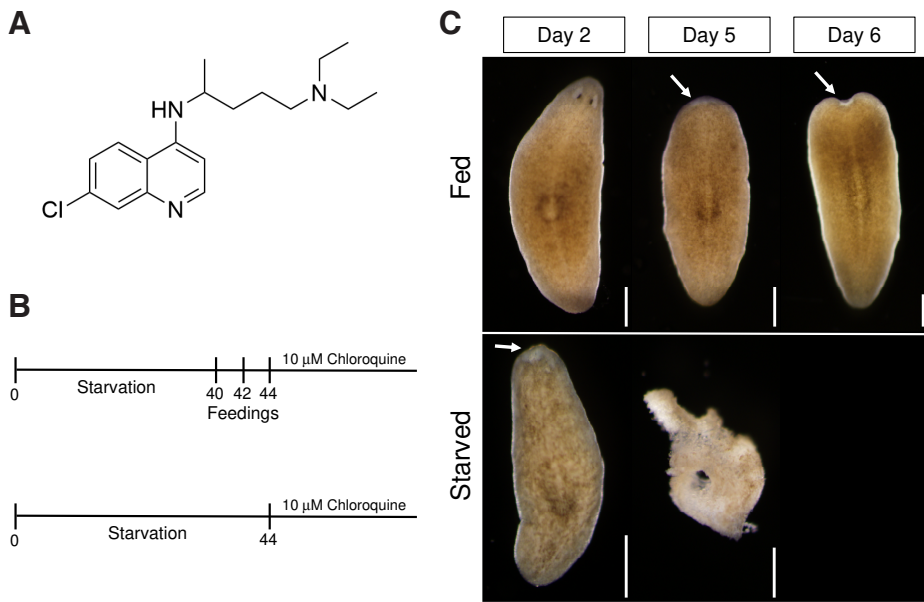 A
HN
N
Cl
N
B
0
Starvation
40 42 44
Feedings
10 μM Chloroquine
0
Starvation
44
10 μM Chloroquine
C
Day 2 Day 5 Day 6
Fed
Starved